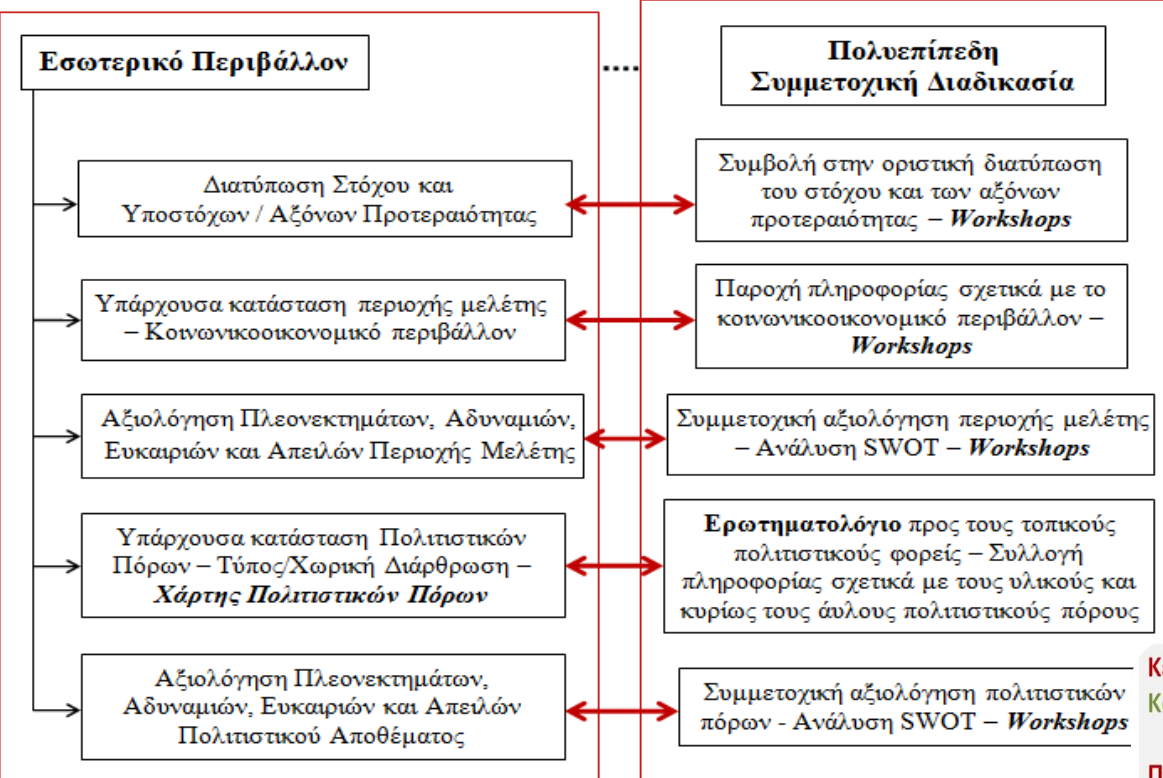 Εσωτερικό Περιβάλλον
....
Πολυεπίπεδη
Συμμετοχική Διαδικασία
Διατύπωση Στόχου και
Υποστόχων / Αξόνων Προτεραιότητας
Συμβολή στην οριστική διατύπωση
του στόχου και των αξόνων
προτεραιότητας – Workshops
Υπάρχουσα κατάσταση περιοχής μελέτης
– Κοινωνικοοικονομικό περιβάλλον
Παροχή πληροφορίας σχετικά με το
κοινωνικοοικονομικό περιβάλλον –
Workshops
Αξιολόγηση Πλεονεκτημάτων, Αδυναμιών,
Ευκαιριών και Απειλών Περιοχής Μελέτης
Συμμετοχική αξιολόγηση περιοχής μελέτης
– Ανάλυση SWOT – Workshops
Υπάρχουσα κατάσταση Πολιτιστικών
Πόρων – Τύπος/Χωρική Διάρθρωση –
Χάρτης Πολιτιστικών Πόρων
Ερωτηματολόγιο προς τους τοπικούς
πολιτιστικούς φορείς – Συλλογή
πληροφορίας σχετικά με τους υλικούς και
κυρίως τους άυλους πολιτιστικούς πόρους
Αξιολόγηση Πλεονεκτημάτων,
Αδυναμιών, Ευκαιριών και Απειλών
Πολιτιστικού Αποθέματος
Συμμετοχική αξιολόγηση πολιτιστικών
πόρων - Ανάλυση SWOT – Workshops